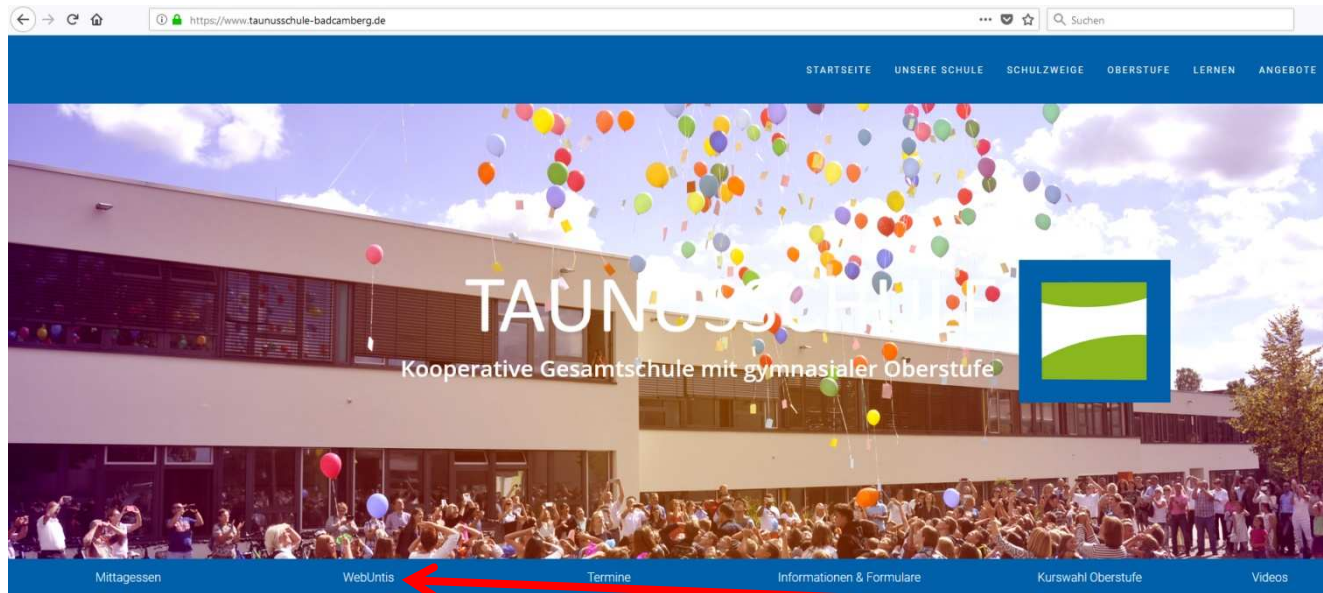 https://www.taunusschule-badcamberg.de
Suchen
STARTSEITE UNSERE SCHULE SCHULZWEIGE OBERSTUFE LERNEN ANGEBOTE
TAUNUSSCHULE
Kooperative Gesamtschule mit gymnasialer Oberstufe
Mittagessen WebUntis Termine Informationen & Formulare Kurswahl Oberstufe Videos